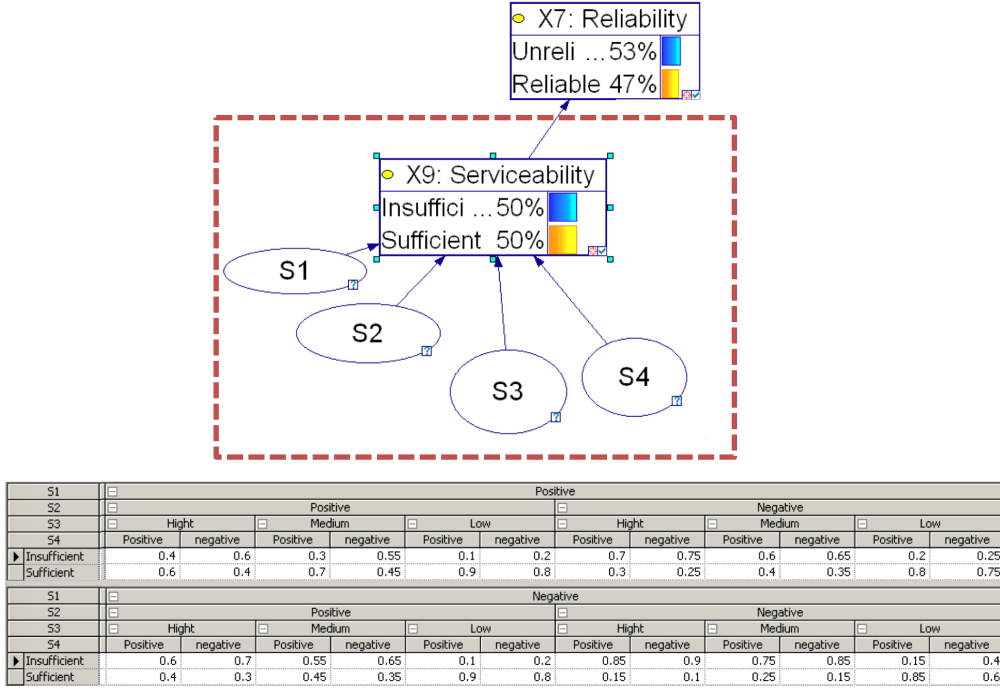 X7: Reliability
Unreli ... 53%
Reliable 47%
X9: Serviceability
Insuffici ... 50%
Sufficient 50%
S1
?
S2
?
S3
?
S4
?
S1 Positive
S2 Positive Negative
S3 Hight Medium Low Hight Medium Low
S4 Positive negative Positive negative Positive negative Positive negative Positive negative Positive negative
Insufficient 0.4 0.6 0.3 0.55 0.1 0.2 0.7 0.75 0.6 0.65 0.2 0.25
Sufficient 0.6 0.4 0.7 0.45 0.9 0.8 0.3 0.25 0.4 0.35 0.8 0.75
S1 Negative
S2 Positive Negative
S3 Hight Medium Low Hight Medium Low
S4 Positive negative Positive negative Positive negative Positive negative Positive negative Positive negative
Insufficient 0.6 0.7 0.55 0.65 0.1 0.2 0.85 0.9 0.75 0.85 0.15 0.4
Sufficient 0.4 0.3 0.45 0.35 0.9 0.8 0.15 0.1 0.25 0.15 0.85 0.6